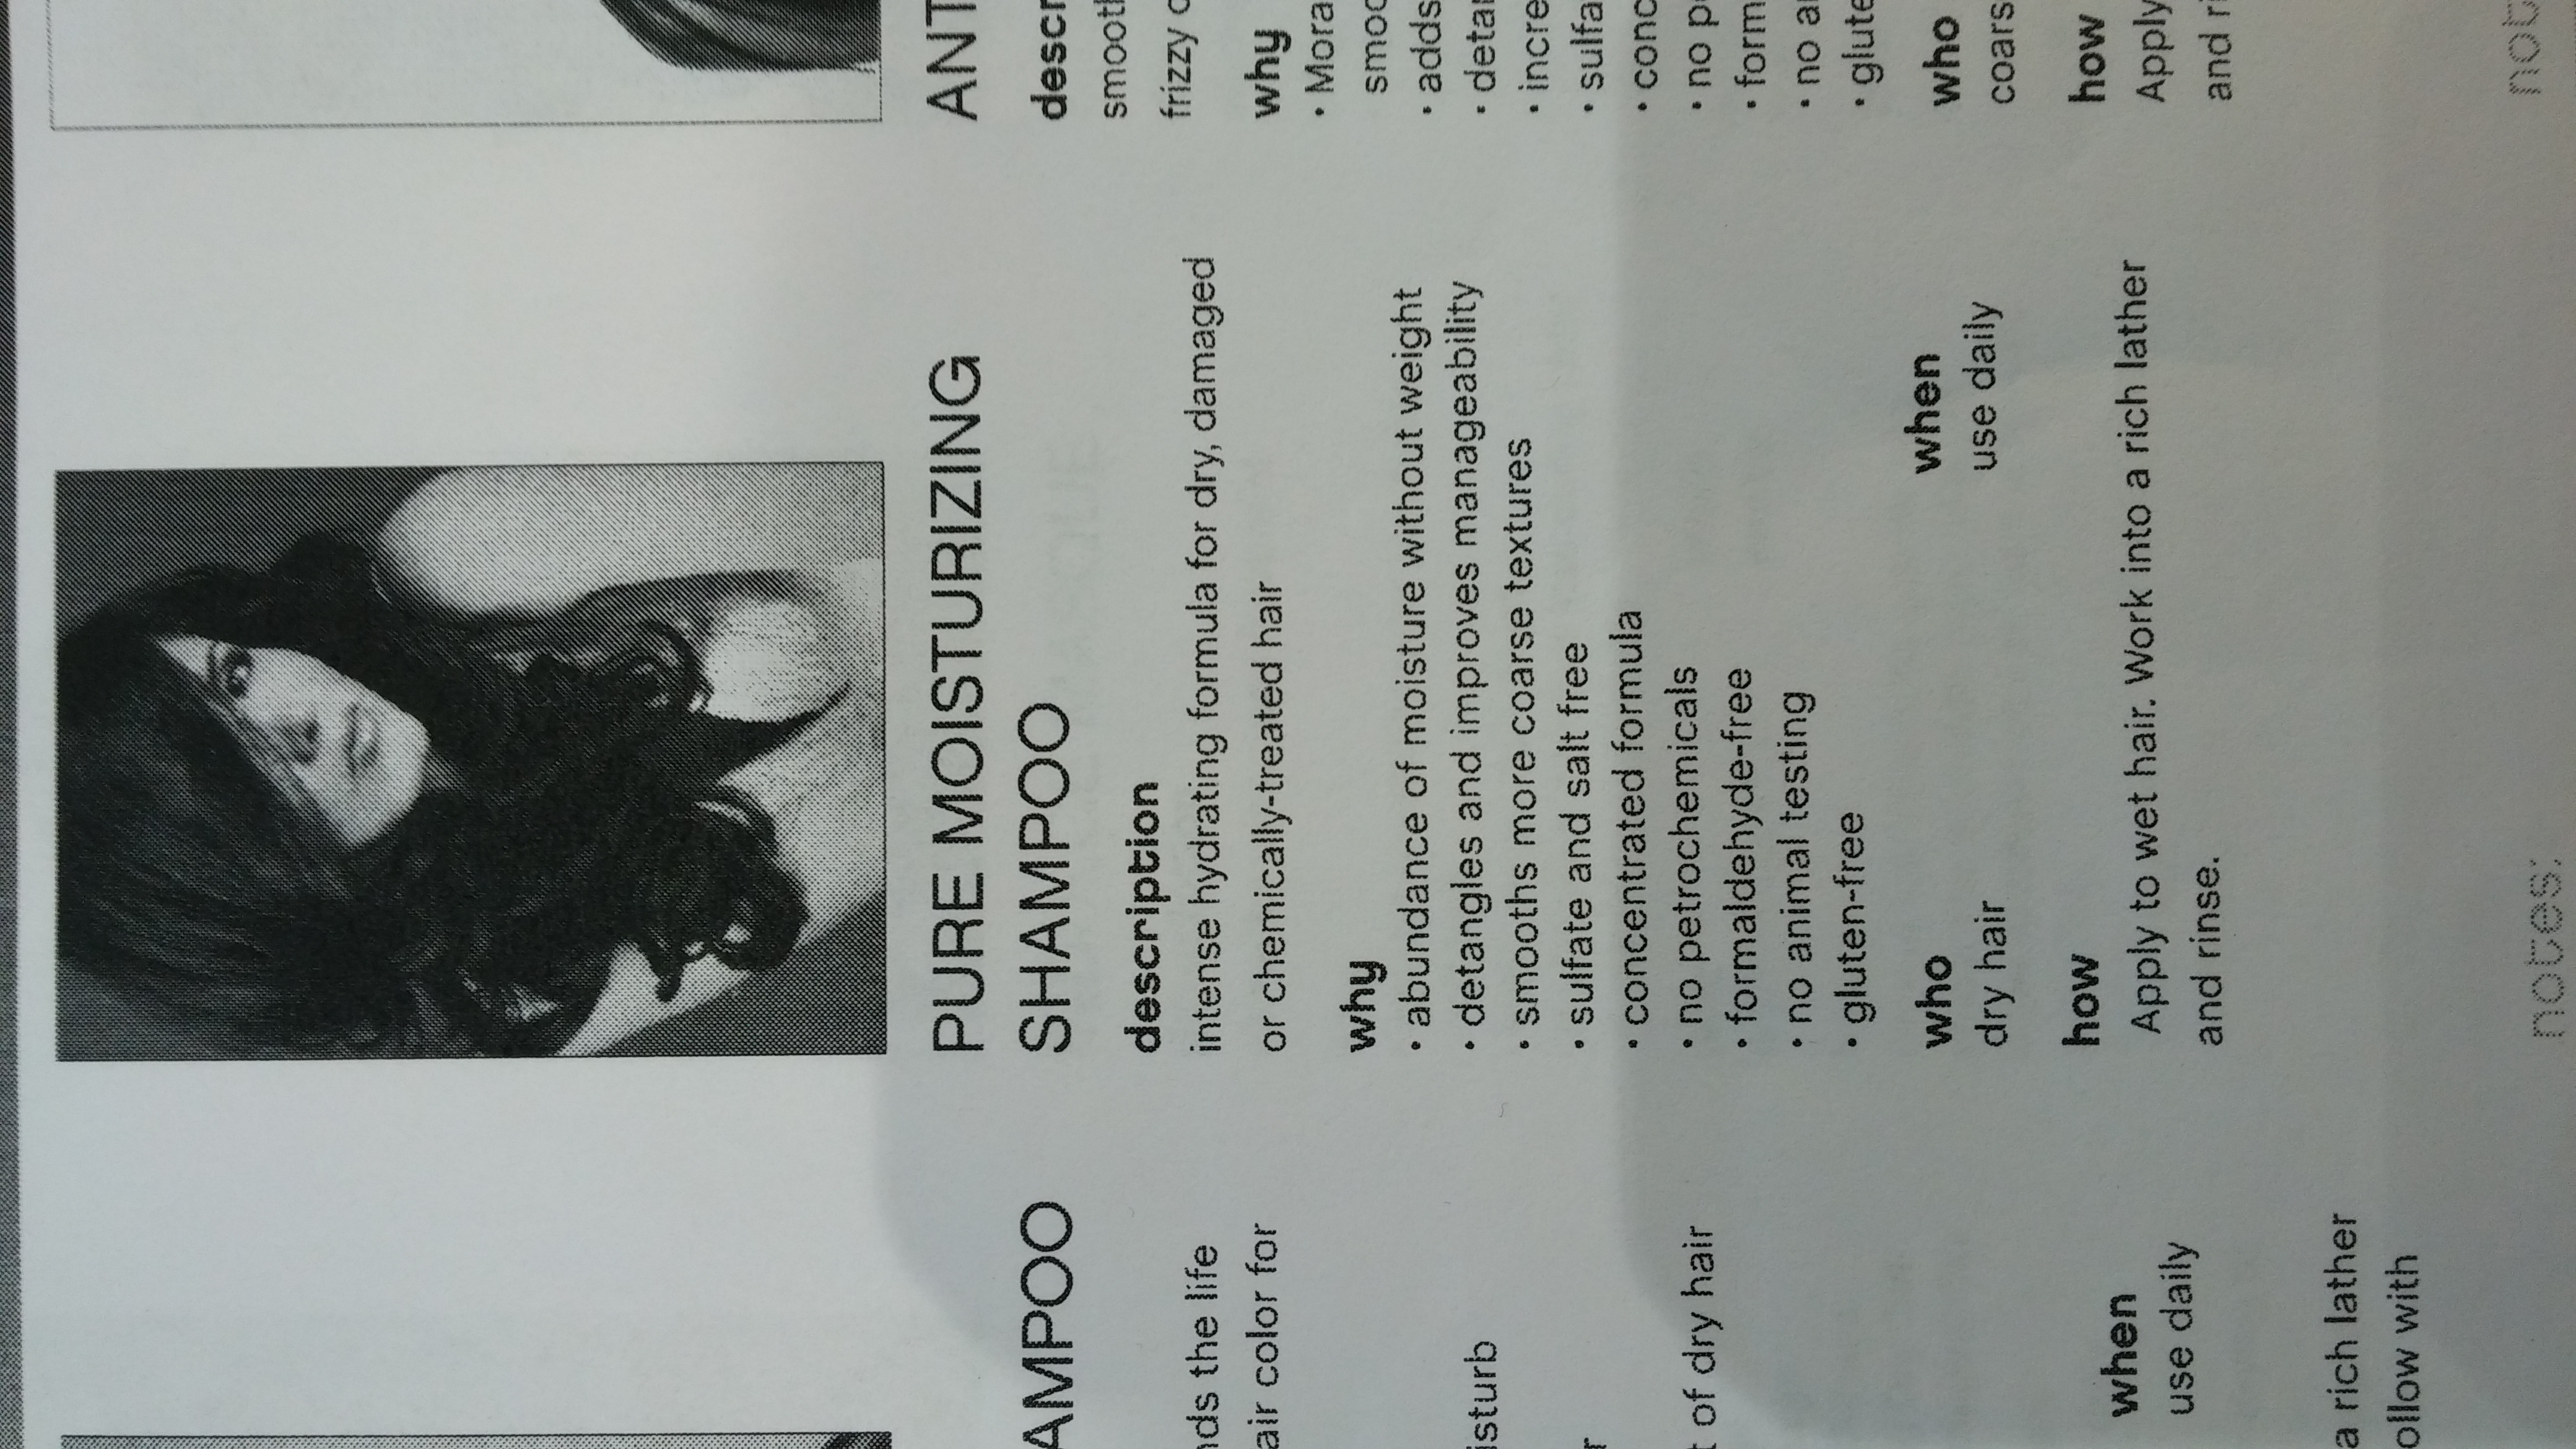 AMPOO
nds the life
air color for
isturb
r
t of dry hair
when
use daily
a rich lather
ollow with
PURE MOISTURIZING
SHAMPOO
description
intense hydrating formula for dry, damaged
or chemically-treated hair
why
• abundance of moisture without weight
• detangles and improves manageability
• smooths more coarse textures
• sulfate and salt free
• concentrated formula
• no petrochemicals
• formaldehyde-free
• no animal testing
• gluten-free
who
dry hair
when
use daily
how
Apply to wet hair. Work into a rich lather
and rinse.
notes:
ANT
descr
smooth
frizzy o
why
• Mora
smoo
• adds
• detan
• incre
• sulfa
• conc
• no pe
• form
• no an
• glute
who
coars
how
Apply
and ri
not